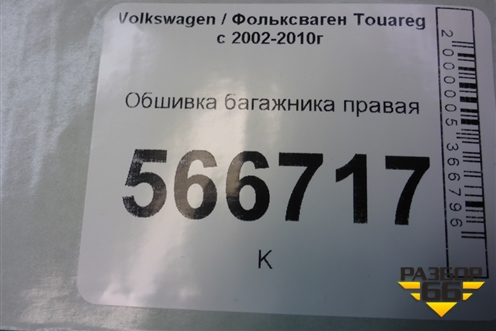 Volkswagen / Фольксваген Touareg
с 2002-2010г
Обшивка багажника правая
566717
К
2000005366796
РАЗБОР
66